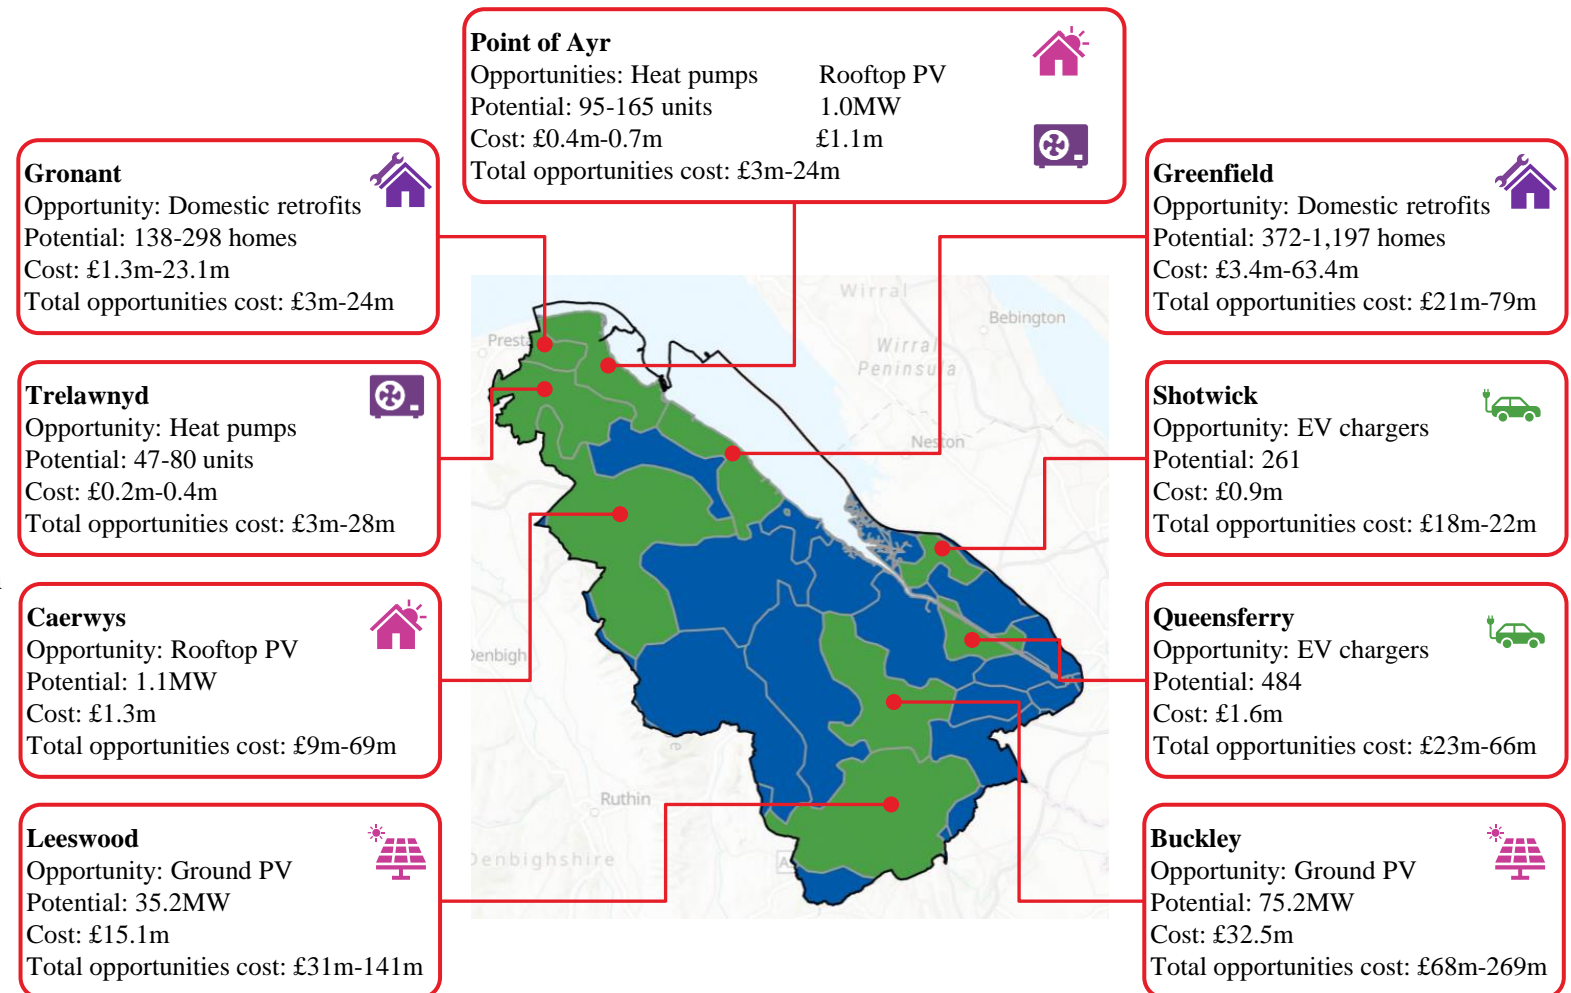 Point of Ayr
Opportunities: Heat pumps Rooftop PV
Potential: 95-165 units 1.0MW
Cost: £0.4m-0.7m £1.1m
Total opportunities cost: £3m-24m
Gronant
Opportunity: Domestic retrofits
Potential: 138-298 homes
Cost: £1.3m-23.1m
Total opportunities cost: £3m-24m
Greenfield
Opportunity: Domestic retrofits
Potential: 372-1,197 homes
Cost: £3.4m-63.4m
Total opportunities cost: £21m-79m
Trelawnyd
Opportunity: Heat pumps
Potential: 47-80 units
Cost: £0.2m-0.4m
Total opportunities cost: £3m-28m
Shotwick
Opportunity: EV chargers
Potential: 261
Cost: £0.9m
Total opportunities cost: £18m-22m
Caerwys
Opportunity: Rooftop PV
Potential: 1.1MW
Cost: £1.3m
Total opportunities cost: £9m-69m
Queensferry
Opportunity: EV chargers
Potential: 484
Cost: £1.6m
Total opportunities cost: £23m-66m
Leeswood
Opportunity: Ground PV
Potential: 35.2MW
Cost: £15.1m
Total opportunities cost: £31m-141m
Buckley
Opportunity: Ground PV
Potential: 75.2MW
Cost: £32.5m
Total opportunities cost: £68m-269m
Wirral
Bebington
Presta
Wirral
Peninsula
Neston
Denbigh
Ruthin
Denbighshire